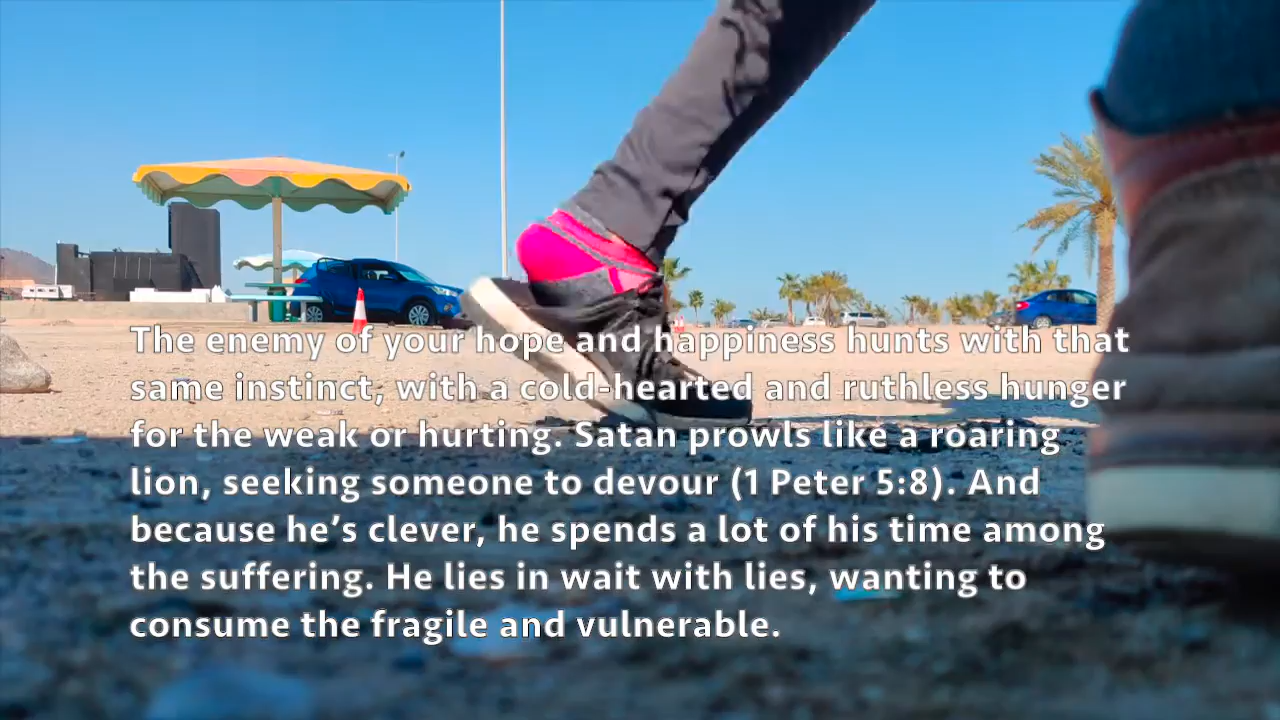 The enemy of your hope and happiness hunts with that
same instinct, with a cold-hearted and ruthless hunger
for the weak or hurting. Satan prowls like a roaring
lion, seeking someone to devour (1 Peter 5:8). And
because he’s clever, he spends a lot of his time among
the suffering. He lies in wait with lies, wanting to
consume the fragile and vulnerable.